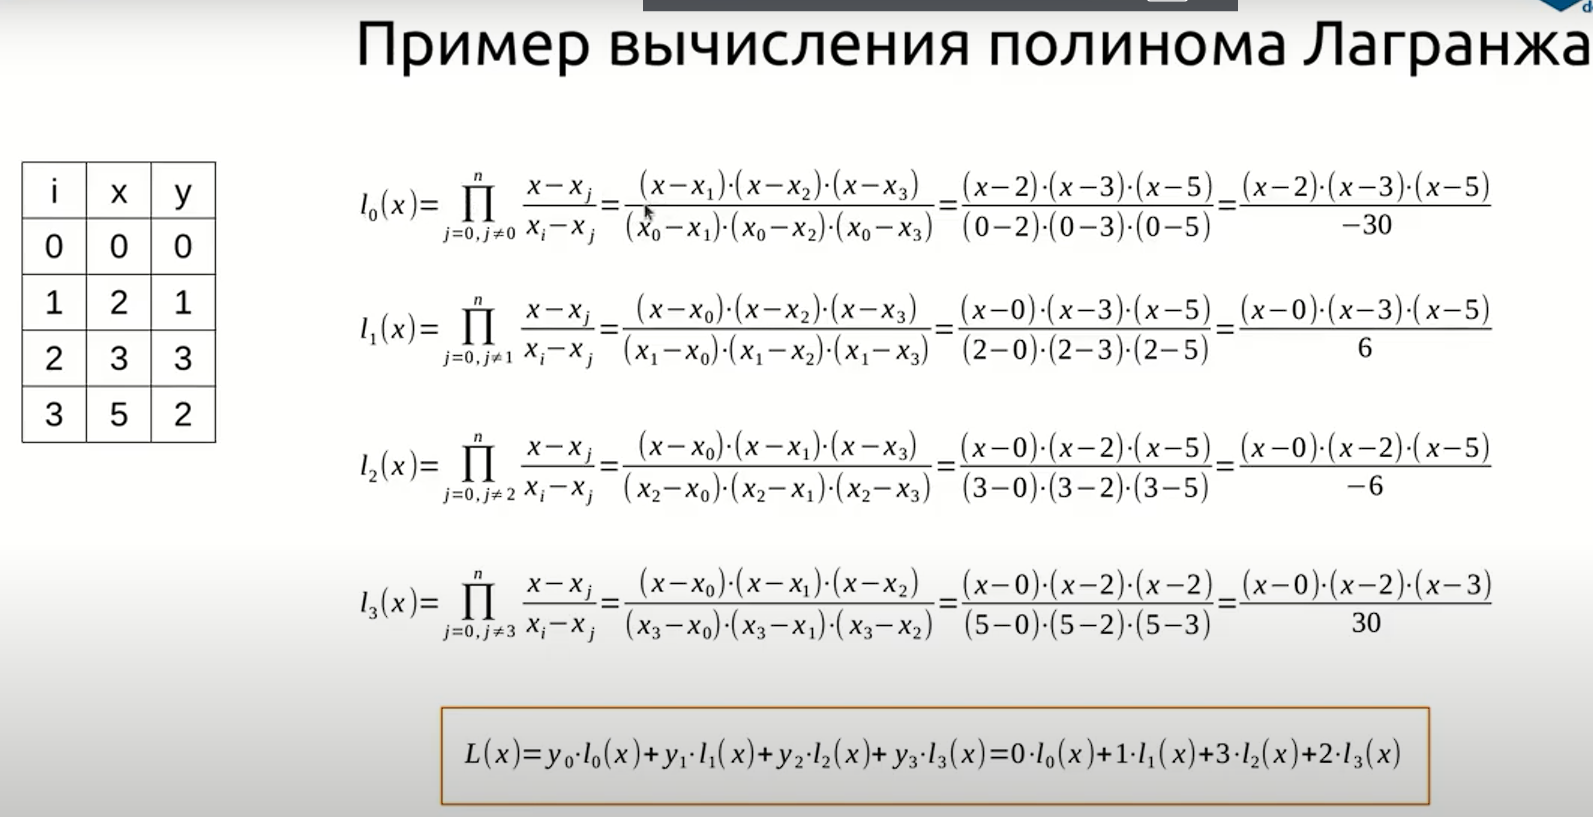 Пример вычисления полинома Лагранжа
i x y
0 0 0
1 2 1
2 3 3
3 5 2
l₀(x)= ∏ⁿ_{j=0, j≠0} (x−x_j)/(x_i−x_j) = ((x−x₁)·(x−x₂)·(x−x₃))/((x₀−x₁)·(x₀−x₂)·(x₀−x₃)) = ((x−2)·(x−3)·(x−5))/((0−2)·(0−3)·(0−5)) = ((x−2)·(x−3)·(x−5))/(−30)
l₁(x)= ∏ⁿ_{j=0, j≠1} (x−x_j)/(x_i−x_j) = ((x−x₀)·(x−x₂)·(x−x₃))/((x₁−x₀)·(x₁−x₂)·(x₁−x₃)) = ((x−0)·(x−3)·(x−5))/((2−0)·(2−3)·(2−5)) = ((x−0)·(x−3)·(x−5))/6
l₂(x)= ∏ⁿ_{j=0, j≠2} (x−x_j)/(x_i−x_j) = ((x−x₀)·(x−x₁)·(x−x₃))/((x₂−x₀)·(x₂−x₁)·(x₂−x₃)) = ((x−0)·(x−2)·(x−5))/((3−0)·(3−2)·(3−5)) = ((x−0)·(x−2)·(x−5))/(−6)
l₃(x)= ∏ⁿ_{j=0, j≠3} (x−x_j)/(x_i−x_j) = ((x−x₀)·(x−x₁)·(x−x₂))/((x₃−x₀)·(x₃−x₁)·(x₃−x₂)) = ((x−0)·(x−2)·(x−2))/((5−0)·(5−2)·(5−3)) = ((x−0)·(x−2)·(x−3))/30
L(x)=y₀·l₀(x)+y₁·l₁(x)+y₂·l₂(x)+y₃·l₃(x)=0·l₀(x)+1·l₁(x)+3·l₂(x)+2·l₃(x)